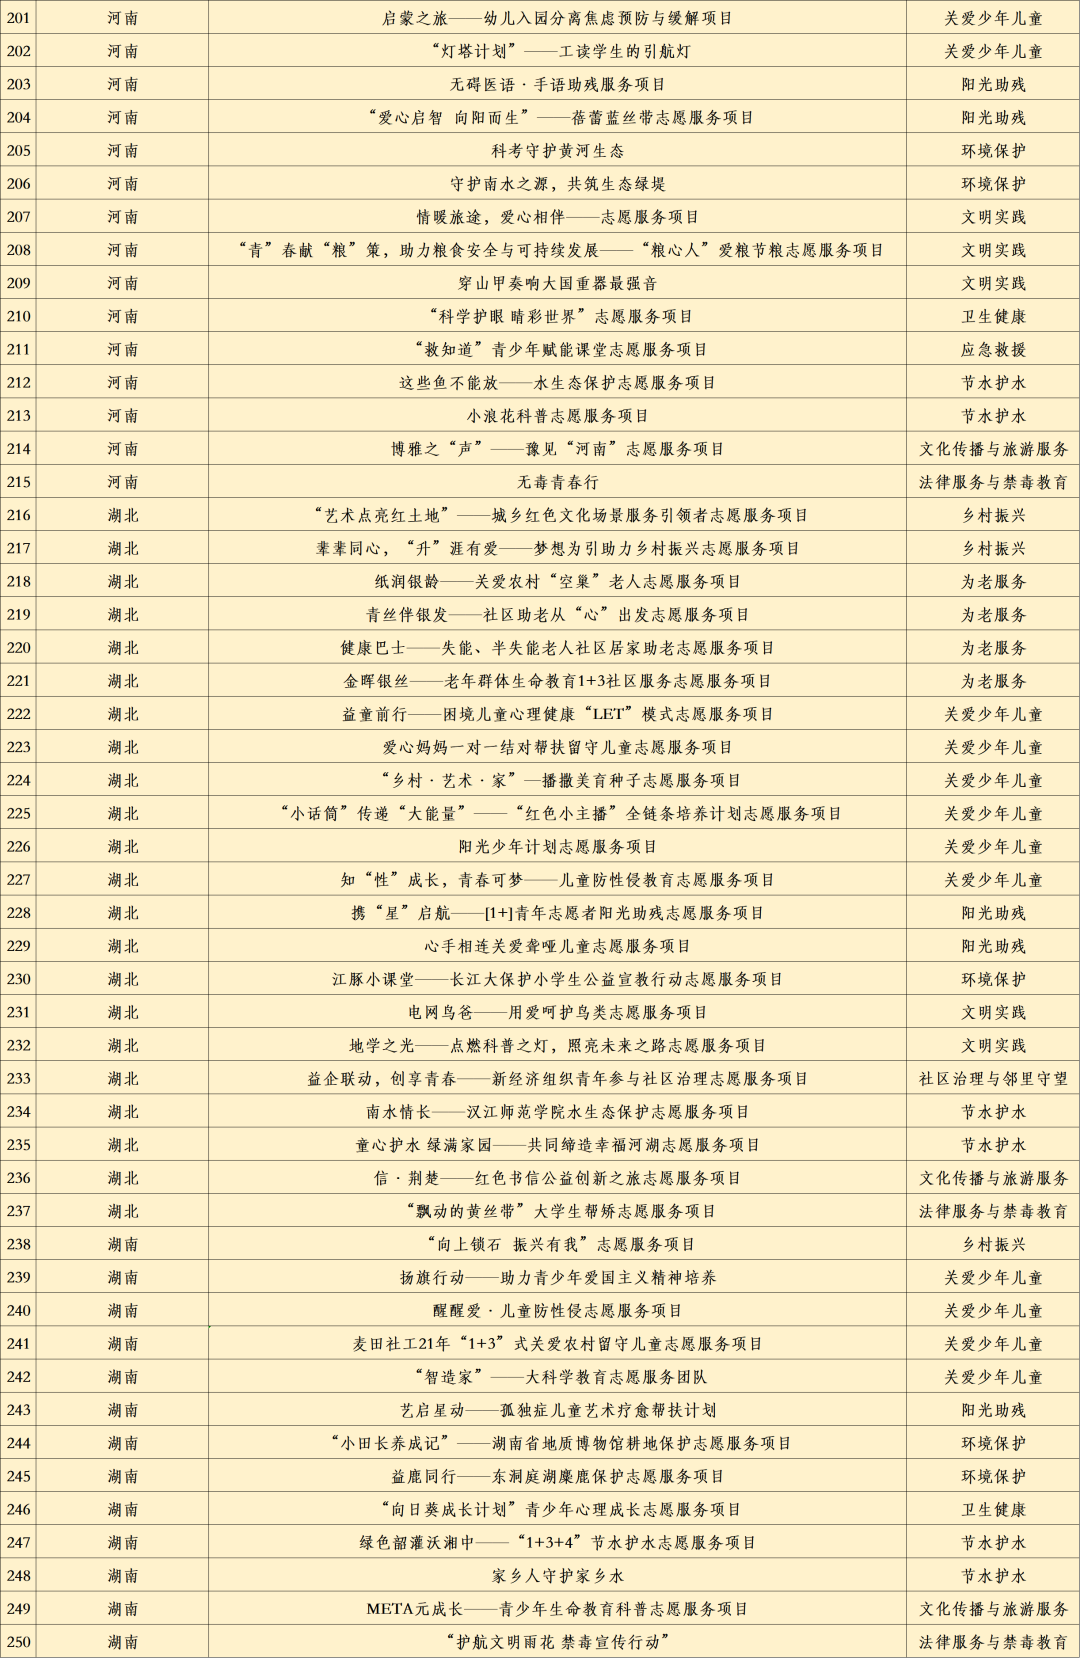 201 河南 启蒙之旅——幼儿入园分离焦虑预防与缓解项目 关爱少年儿童
202 河南 “灯塔计划”——工读学生的引航灯 关爱少年儿童
203 河南 无碍医语·手语助残服务项目 阳光助残
204 河南 “爱心启智 向阳而生”——蓓蕾蓝丝带志愿服务项目 阳光助残
205 河南 科考守护黄河生态 环境保护
206 河南 守护南水之源，共筑生态绿堤 环境保护
207 河南 情暖旅途，爱心相伴——志愿服务项目 文明实践
208 河南 “青”春献“粮”策，助力粮食安全与可持续发展——“粮心人”爱粮节粮志愿服务项目 文明实践
209 河南 穿山甲奏响大国重器最强音 文明实践
210 河南 “科学护眼 睛彩世界”志愿服务项目 卫生健康
211 河南 “救知道”青少年赋能课堂志愿服务项目 应急救援
212 河南 这些鱼不能放——水生态保护志愿服务项目 节水护水
213 河南 小浪花科普志愿服务项目 节水护水
214 河南 博雅之“声”——豫见“河南”志愿服务项目 文化传播与旅游服务
215 河南 无毒青春行 法律服务与禁毒教育
216 湖北 “艺术点亮红土地”——城乡红色文化场景服务引领者志愿服务项目 乡村振兴
217 湖北 辈辈同心，“升”涯有爱——梦想为引助力乡村振兴志愿服务项目 乡村振兴
218 湖北 纸润银龄——关爱农村“空巢”老人志愿服务项目 为老服务
219 湖北 青丝伴银发——社区助老从“心”出发志愿服务项目 为老服务
220 湖北 健康巴士——失能、半失能老人社区居家助老志愿服务项目 为老服务
221 湖北 金晖银丝——老年群体生命教育1+3社区服务志愿服务项目 为老服务
222 湖北 益童前行——困境儿童心理健康“LET”模式志愿服务项目 关爱少年儿童
223 湖北 爱心妈妈一对一结对帮扶留守儿童志愿服务项目 关爱少年儿童
224 湖北 “乡村·艺术·家”—播撒美育种子志愿服务项目 关爱少年儿童
225 湖北 “小话筒”传递“大能量”——“红色小主播”全链条培养计划志愿服务项目 关爱少年儿童
226 湖北 阳光少年计划志愿服务项目 关爱少年儿童
227 湖北 知“性”成长，青春可梦——儿童防性侵教育志愿服务项目 关爱少年儿童
228 湖北 携“星”启航——[1+]青年志愿者阳光助残志愿服务项目 阳光助残
229 湖北 心手相连关爱聋哑儿童志愿服务项目 阳光助残
230 湖北 江豚小课堂——长江大保护小学生公益宣教行动志愿服务项目 环境保护
231 湖北 电网鸟爸——用爱呵护鸟类志愿服务项目 文明实践
232 湖北 地学之光——点燃科普之灯，照亮未来之路志愿服务项目 文明实践
233 湖北 益企联动，创享青春——新经济组织青年参与社区治理志愿服务项目 社区治理与邻里守望
234 湖北 南水情长——汉江师范学院水生态保护志愿服务项目 节水护水
235 湖北 童心护水 绿满家园——共同缔造幸福河湖志愿服务项目 节水护水
236 湖北 信·荆楚——红色书信公益创新之旅志愿服务项目 文化传播与旅游服务
237 湖北 “飘动的黄丝带”大学生帮矫志愿服务项目 法律服务与禁毒教育
238 湖南 “向上锁石 振兴有我”志愿服务项目 乡村振兴
239 湖南 扬旗行动——助力青少年爱国主义精神培养 关爱少年儿童
240 湖南 醒醒爱·儿童防性侵志愿服务项目 关爱少年儿童
241 湖南 麦田社工21年“1+3”式关爱农村留守儿童志愿服务项目 关爱少年儿童
242 湖南 “智造家”——大科学教育志愿服务团队 关爱少年儿童
243 湖南 艺启星动——孤独症儿童艺术疗愈帮扶计划 阳光助残
244 湖南 “小田长养成记”——湖南省地质博物馆耕地保护志愿服务项目 环境保护
245 湖南 益鹿同行——东洞庭湖麋鹿保护志愿服务项目 环境保护
246 湖南 “向日葵成长计划”青少年心理成长志愿服务项目 卫生健康
247 湖南 绿色韶灌沃湘中——“1+3+4”节水护水志愿服务项目 节水护水
248 湖南 家乡人守护家乡水 节水护水
249 湖南 META元成长——青少年生命教育科普志愿服务项目 文化传播与旅游服务
250 湖南 “护航文明雨花 禁毒宣传行动” 法律服务与禁毒教育